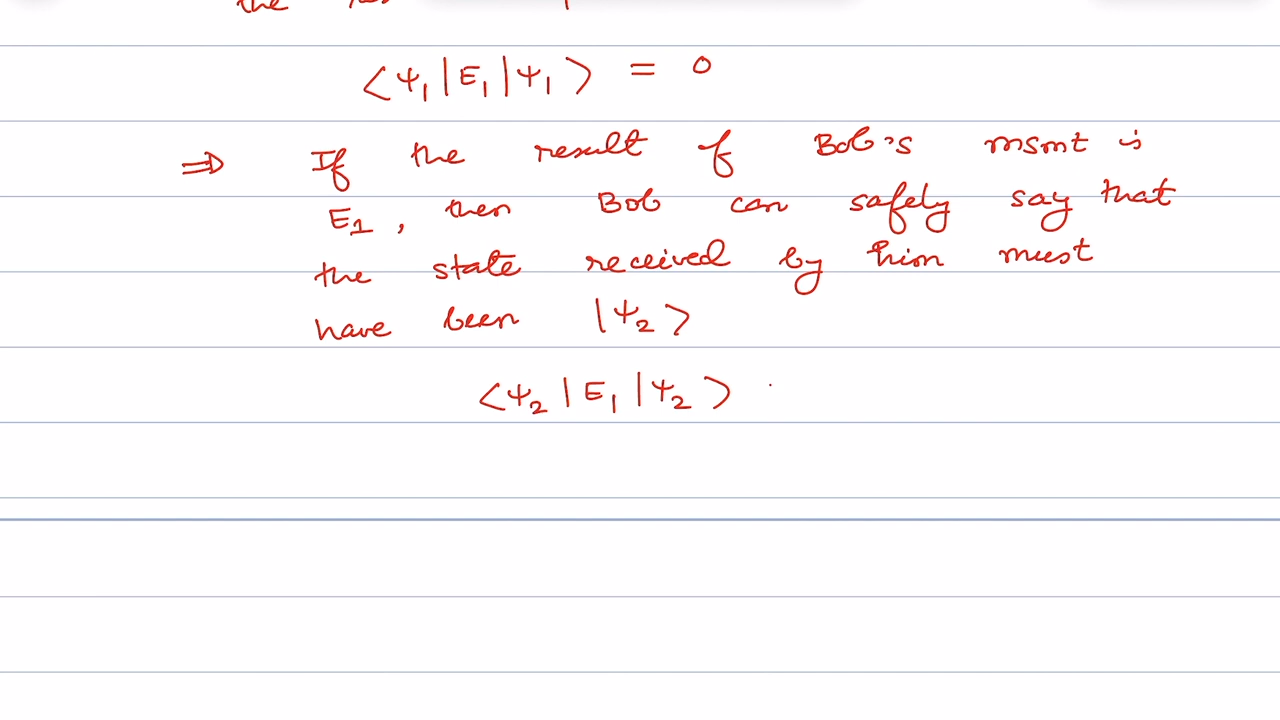 the
⟨ψ₁|E₁|ψ₁⟩ = 0
⇒ If the result of Bob's msmt is
E₁, then Bob can safely say that
the state received by him must
have been |ψ₂⟩
⟨ψ₂|E₁|ψ₂⟩